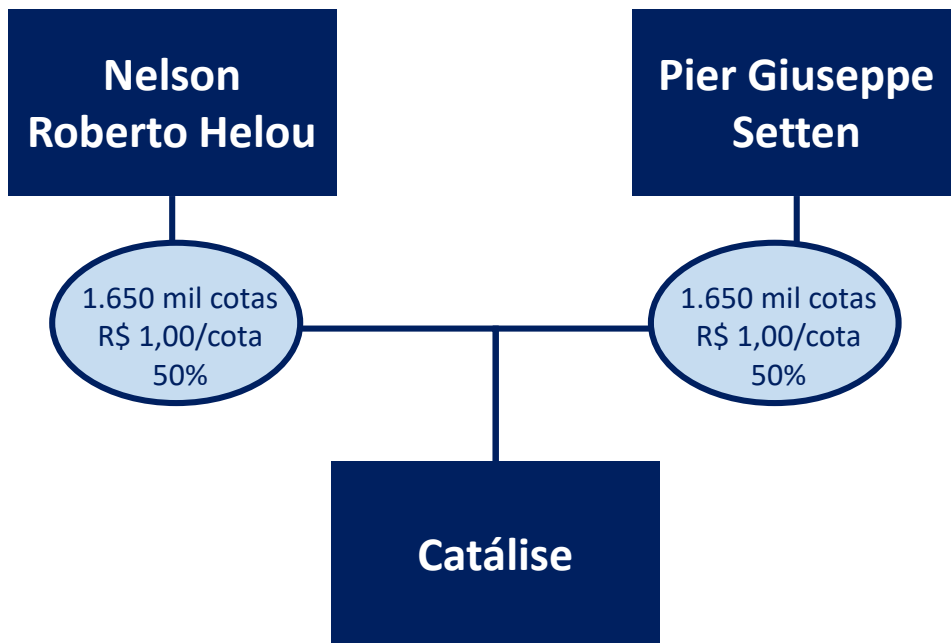 Nelson
Roberto Helou
Pier Giuseppe
Setten
1.650 mil cotas
R$ 1,00/cota
50%
1.650 mil cotas
R$ 1,00/cota
50%
Catálise